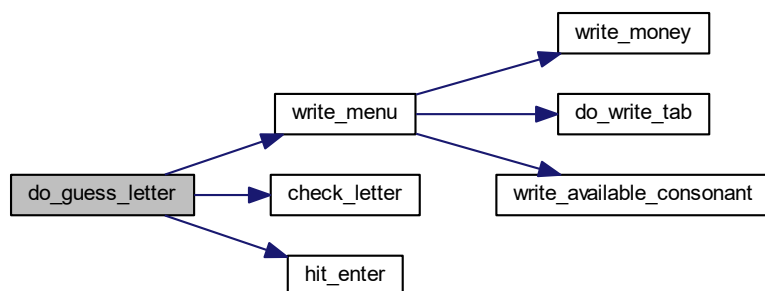 write_money
write_menu
do_write_tab
do_guess_letter
check_letter
write_available_consonant
hit_enter